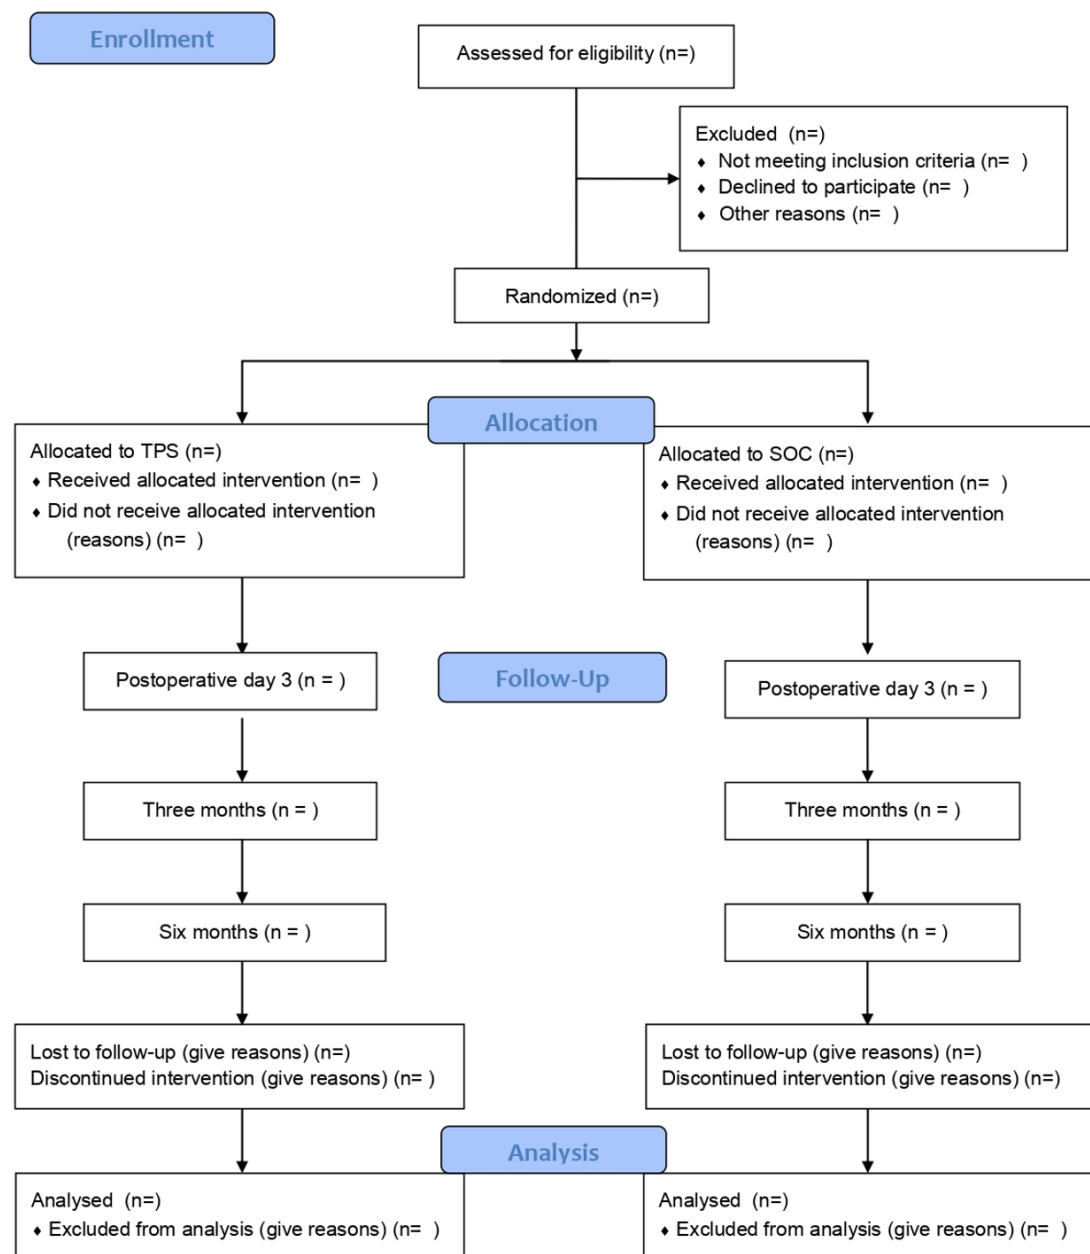 Enrollment
Assessed for eligibility (n=)
Excluded  (n=)
♦ Not meeting inclusion criteria (n=  )
♦ Declined to participate (n=  )
♦ Other reasons (n=  )
Randomized (n=)
Allocation
Allocated to TPS (n=)
♦ Received allocated intervention (n=  )
♦ Did not receive allocated intervention
(reasons) (n=  )
Allocated to SOC (n=)
♦ Received allocated intervention (n=  )
♦ Did not receive allocated intervention
(reasons) (n=  )
Follow-Up
Postoperative day 3 (n = )
Postoperative day 3 (n = )
Three months (n = )
Three months (n = )
Six months (n = )
Six months (n = )
Lost to follow-up (give reasons) (n=)
Discontinued intervention (give reasons) (n= )
Lost to follow-up (give reasons) (n=)
Discontinued intervention (give reasons) (n=)
Analysis
Analysed  (n=)
♦ Excluded from analysis (give reasons) (n=  )
Analysed  (n=)
♦ Excluded from analysis (give reasons) (n=  )